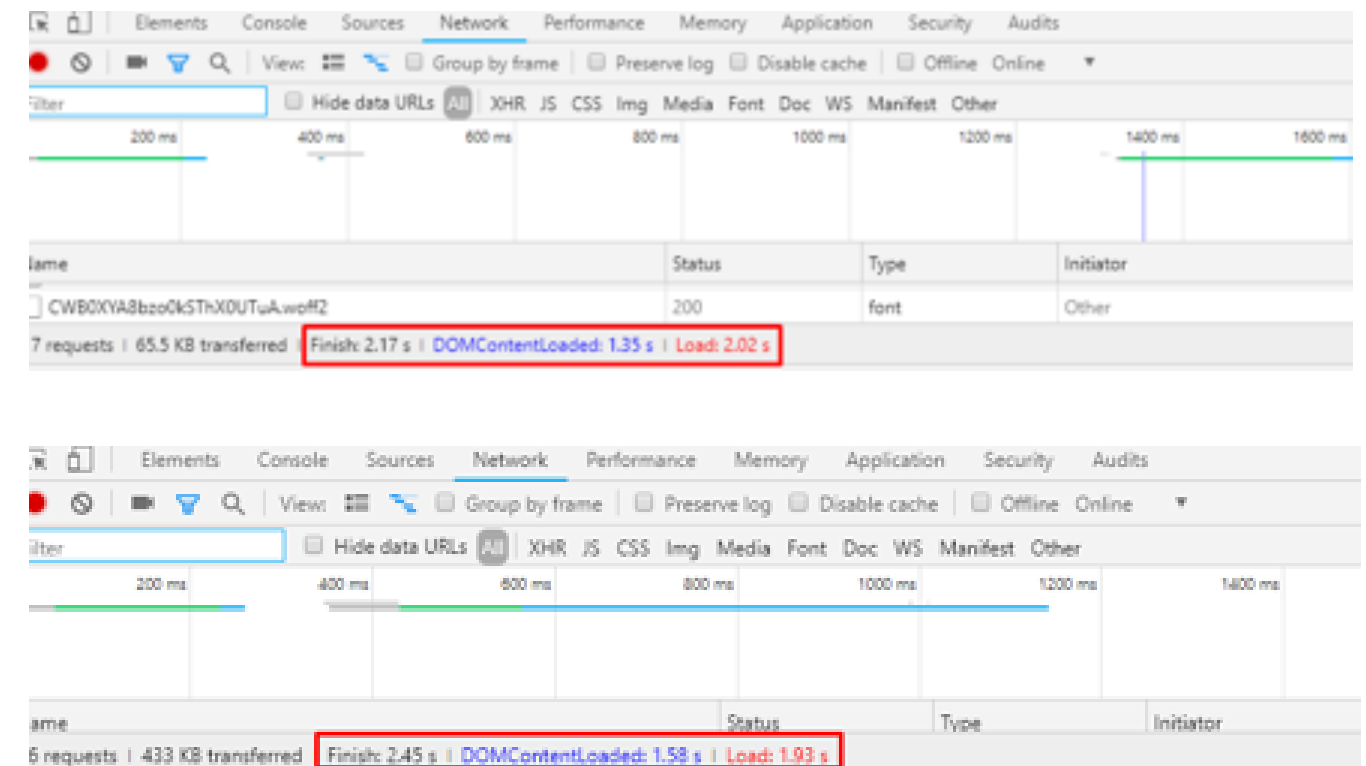 Elements Console Sources Network Performance Memory Application Security Audits
View: Group by frame Preserve log Disable cache Offline Online
Filter Hide data URLs All XHR JS CSS Img Media Font Doc WS Manifest Other
200 ms 400 ms 600 ms 800 ms 1000 ms 1200 ms 1400 ms 1600 ms
Name Status Type Initiator
CWB0XYA8bzo0kSThX0UTuA.woff2 200 font Other
7 requests | 65.5 KB transferred | Finish: 2.17 s | DOMContentLoaded: 1.35 s | Load: 2.02 s
Elements Console Sources Network Performance Memory Application Security Audits
View: Group by frame Preserve log Disable cache Offline Online
ilter Hide data URLs All XHR JS CSS Img Media Font Doc WS Manifest Other
200 ms 400 ms 600 ms 800 ms 1000 ms 1200 ms 1400 ms
ame Status Type Initiator
6 requests | 433 KB transferred Finish: 2.45 s | DOMContentLoaded: 1.58 s | Load: 1.93 s